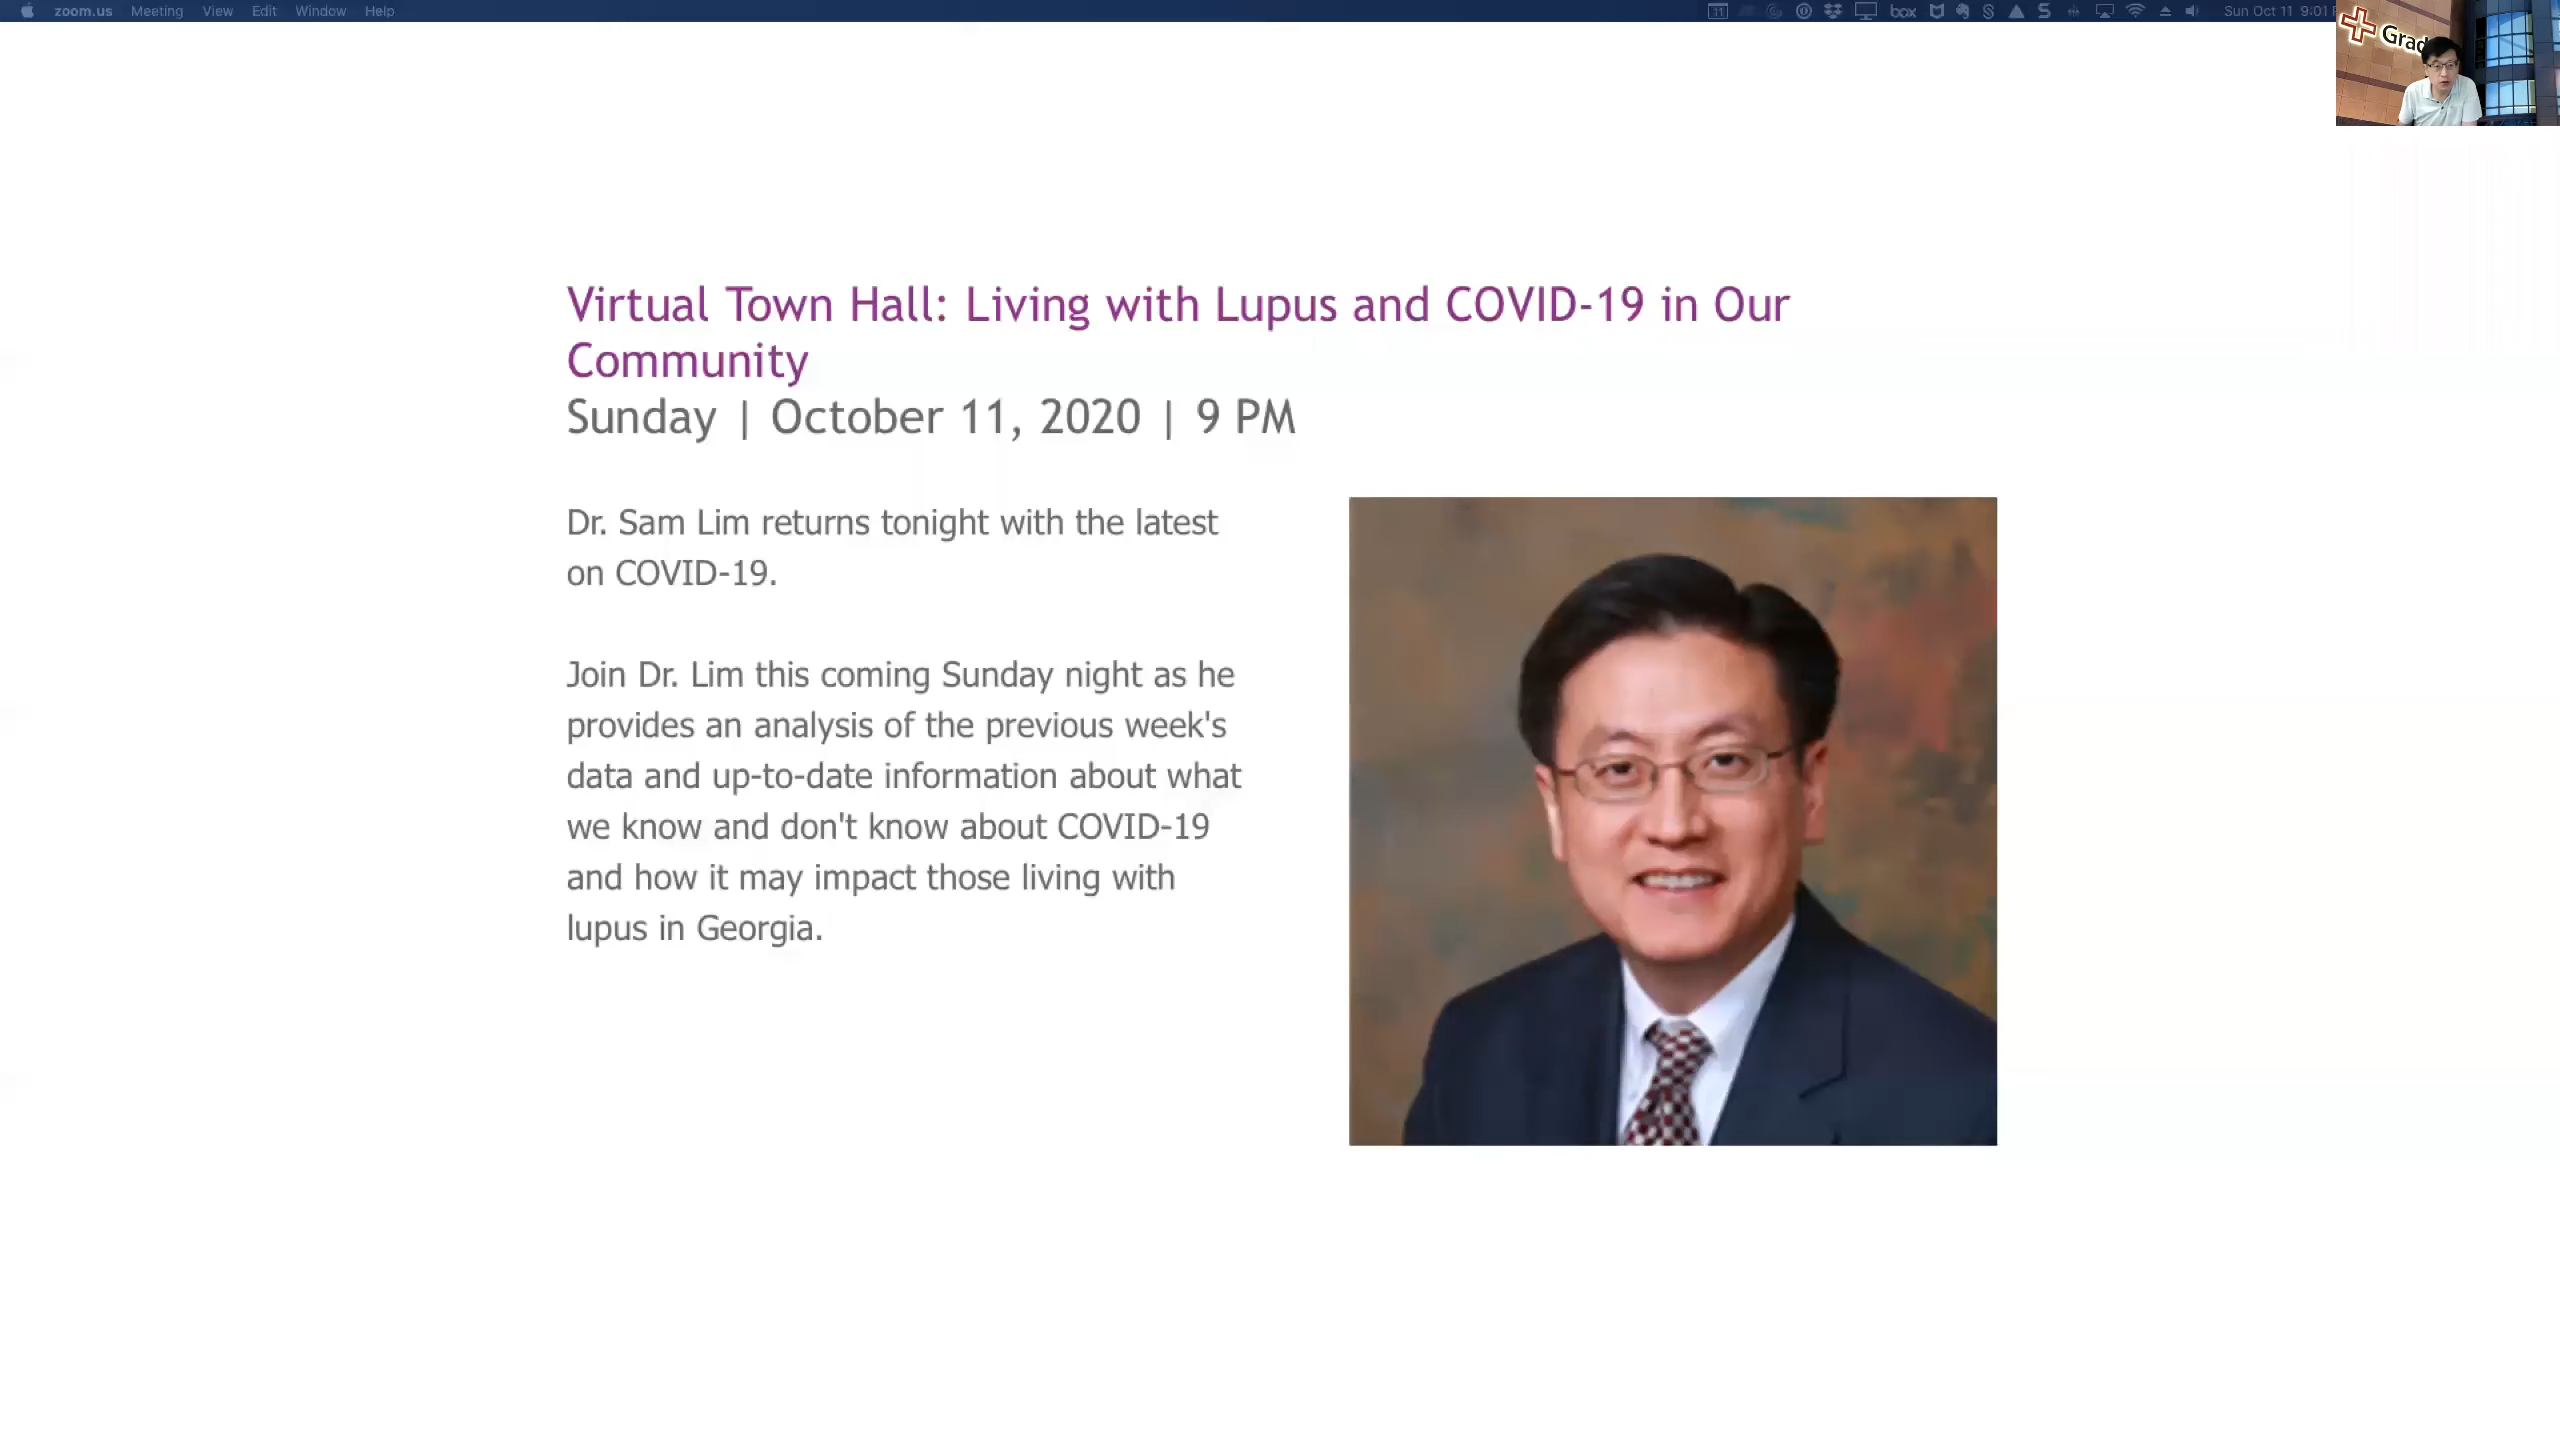 zoom.us Meeting View Edit Window Help
11 box Sun Oct 11 9:01
Virtual Town Hall: Living with Lupus and COVID-19 in Our
Community
Sunday | October 11, 2020 | 9 PM
Dr. Sam Lim returns tonight with the latest
on COVID-19.
Join Dr. Lim this coming Sunday night as he
provides an analysis of the previous week's
data and up-to-date information about what
we know and don't know about COVID-19
and how it may impact those living with
lupus in Georgia.